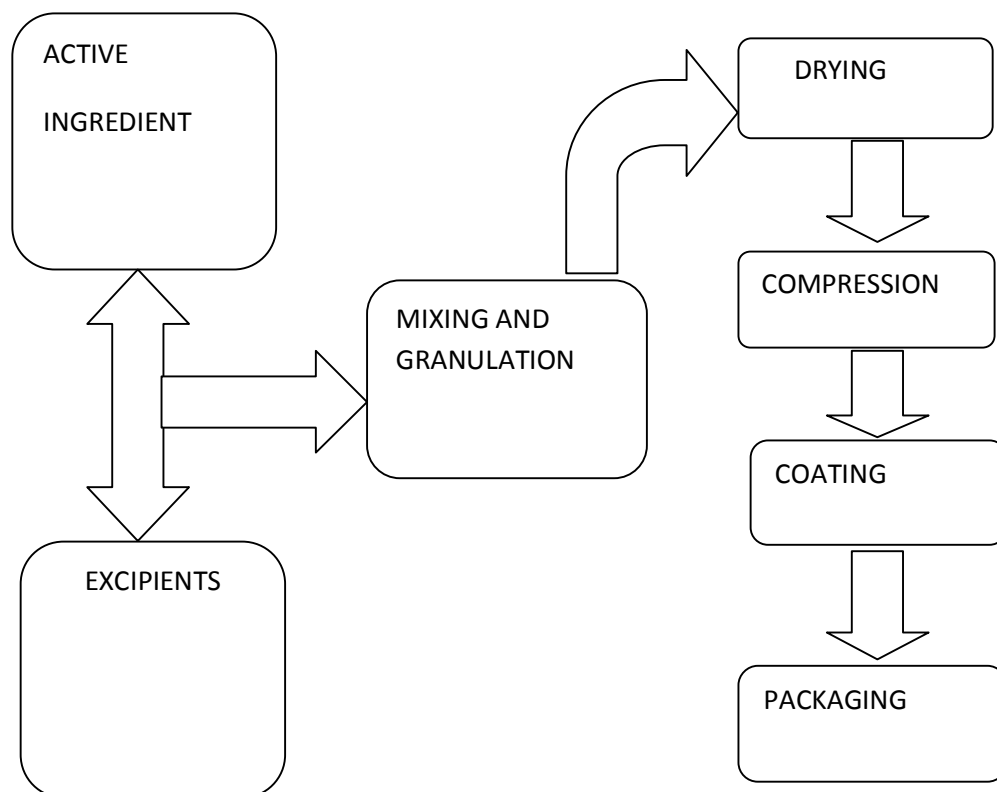 ACTIVE
INGREDIENT
EXCIPIENTS
MIXING AND
GRANULATION
DRYING
COMPRESSION
COATING
PACKAGING